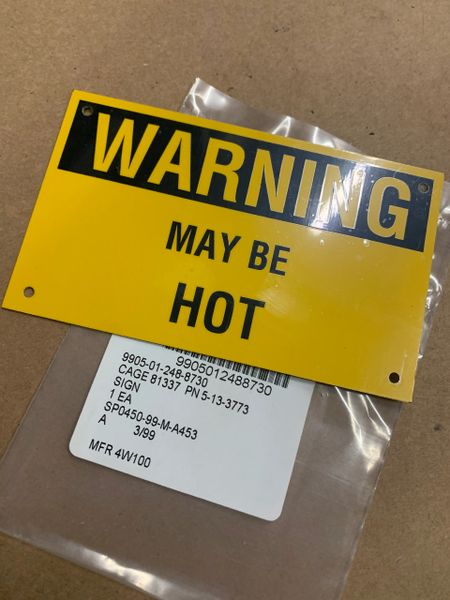 WARNING
MAY BE
HOT
9905012488730
9905-01-248-8730
CAGE 81337 PN 5-13-3773
SIGN
1 EA
SP0450-99-M-A453
A 3/99
MFR 4W100